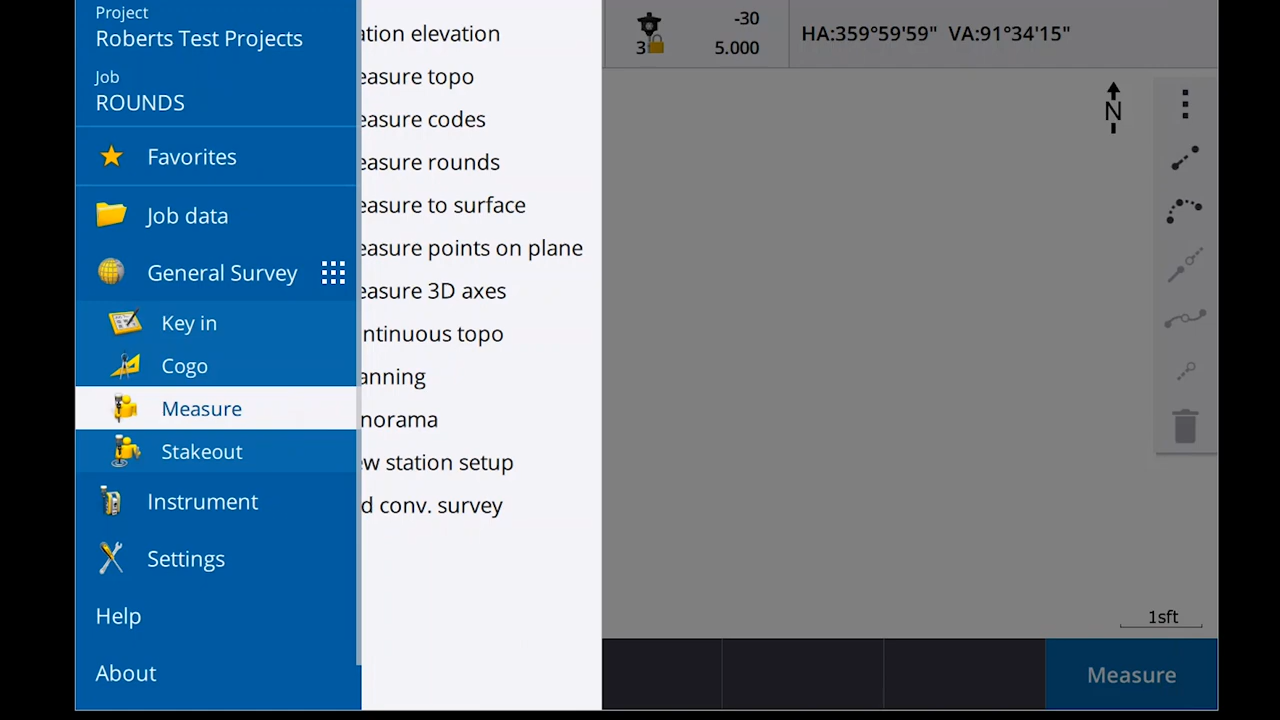 Project
Roberts Test Projects
Job
ROUNDS
Favorites
Job data
General Survey
Key in
Cogo
Measure
Stakeout
Instrument
Settings
Help
About
ation elevation
easure topo
easure codes
easure rounds
easure to surface
easure points on plane
easure 3D axes
ntinuous topo
anning
norama
ew station setup
d conv. survey
-30
3 5.000
HA:359°59'59" VA:91°34'15"
N
1sft
Measure